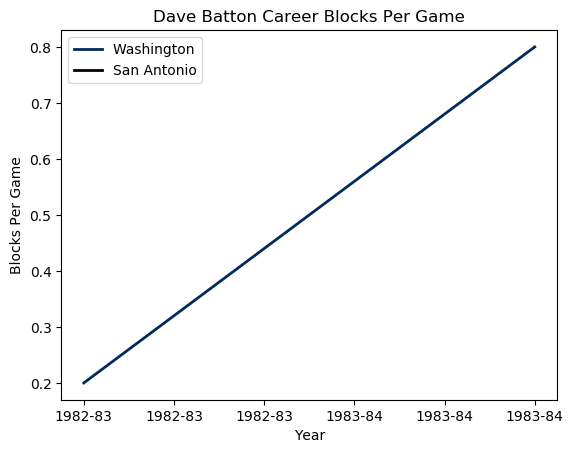 Dave Batton Career Blocks Per Game
Washington
San Antonio
Blocks Per Game
0.8
0.7
0.6
0.5
0.4
0.3
0.2
1982-83 1982-83 1982-83 1983-84 1983-84 1983-84
Year